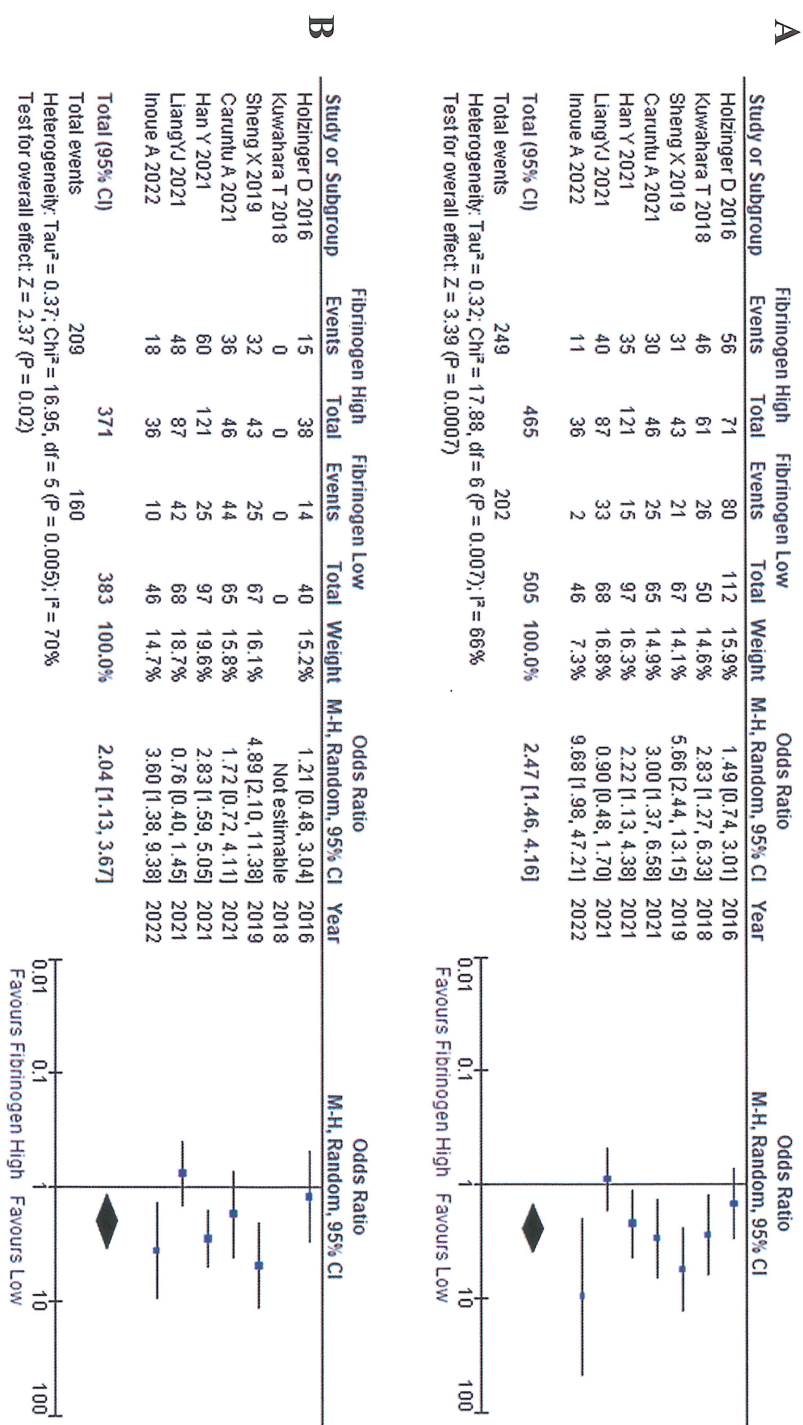 A
Fibrinogen High Fibrinogen Low Odds Ratio Odds Ratio
Study or Subgroup Events Total Events Total Weight M-H, Random, 95% CI Year M-H, Random, 95% CI
Holzinger D 2016 56 71 80 112 15.9% 1.49 [0.74, 3.01] 2016
Kuwahara T 2018 46 61 26 50 14.6% 2.83 [1.27, 6.33] 2018
Sheng X 2019 31 43 21 67 14.1% 5.66 [2.44, 13.15] 2019
Caruntu A 2021 30 46 25 65 14.9% 3.00 [1.37, 6.58] 2021
Han Y 2021 35 121 15 97 16.3% 2.22 [1.13, 4.38] 2021
LiangYJ 2021 40 87 33 68 16.8% 0.90 [0.48, 1.70] 2021
Inoue A 2022 11 36 2 46 7.3% 9.68 [1.98, 47.21] 2022
Total (95% CI) 465 505 100.0% 2.47 [1.46, 4.16]
Total events 249 202
Heterogeneity: Tau² = 0.32; Chi² = 17.88, df = 6 (P = 0.007); I² = 66%
Test for overall effect: Z = 3.39 (P = 0.0007)
0.01 0.1 1 10 100
Favours Fibrinogen High Favours Low
B
Fibrinogen High Fibrinogen Low Odds Ratio Odds Ratio
Study or Subgroup Events Total Events Total Weight M-H, Random, 95% CI Year M-H, Random, 95% CI
Holzinger D 2016 15 38 14 40 15.2% 1.21 [0.48, 3.04] 2016
Kuwahara T 2018 0 0 0 0 Not estimable 2018
Sheng X 2019 32 43 25 67 16.1% 4.89 [2.10, 11.38] 2019
Caruntu A 2021 36 46 44 65 15.8% 1.72 [0.72, 4.11] 2021
Han Y 2021 60 121 25 97 19.6% 2.83 [1.59, 5.05] 2021
LiangYJ 2021 48 87 42 68 18.7% 0.76 [0.40, 1.45] 2021
Inoue A 2022 18 36 10 46 14.7% 3.60 [1.38, 9.38] 2022
Total (95% CI) 371 383 100.0% 2.04 [1.13, 3.67]
Total events 209 160
Heterogeneity: Tau² = 0.37; Chi² = 16.95, df = 5 (P = 0.005); I² = 70%
Test for overall effect: Z = 2.37 (P = 0.02)
0.01 0.1 1 10 100
Favours Fibrinogen High Favours Low